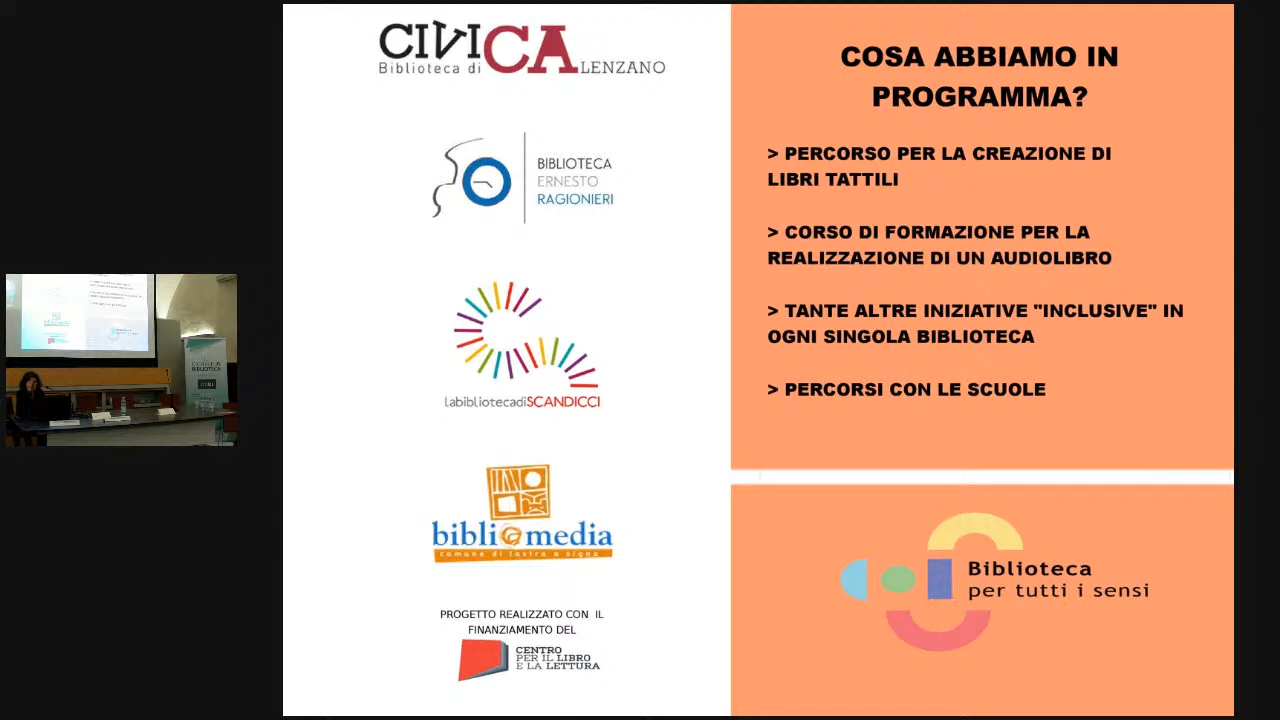 CIVICA
Biblioteca di LENZANO
BIBLIOTECA
ERNESTO
RAGIONIERI
labibliotecadiSCANDICCI
bibliomedia
comune di lastra a signa
PROGETTO REALIZZATO CON IL
FINANZIAMENTO DEL
CENTRO
PER IL LIBRO
E LA LETTURA
COSA ABBIAMO IN
PROGRAMMA?
> PERCORSO PER LA CREAZIONE DI
LIBRI TATTILI
> CORSO DI FORMAZIONE PER LA
REALIZZAZIONE DI UN AUDIOLIBRO
> TANTE ALTRE INIZIATIVE "INCLUSIVE" IN
OGNI SINGOLA BIBLIOTECA
> PERCORSI CON LE SCUOLE
Biblioteca
per tutti i sensi